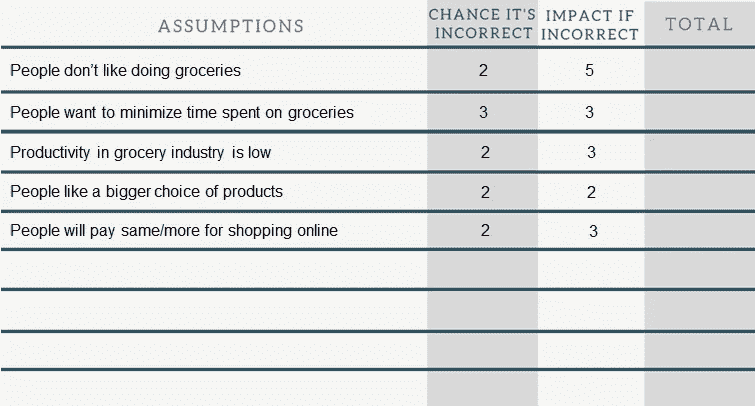 ASSUMPTIONS CHANCE IT'S INCORRECT IMPACT IF INCORRECT TOTAL
People don't like doing groceries 2 5
People want to minimize time spent on groceries 3 3
Productivity in grocery industry is low 2 3
People like a bigger choice of products 2 2
People will pay same/more for shopping online 2 3